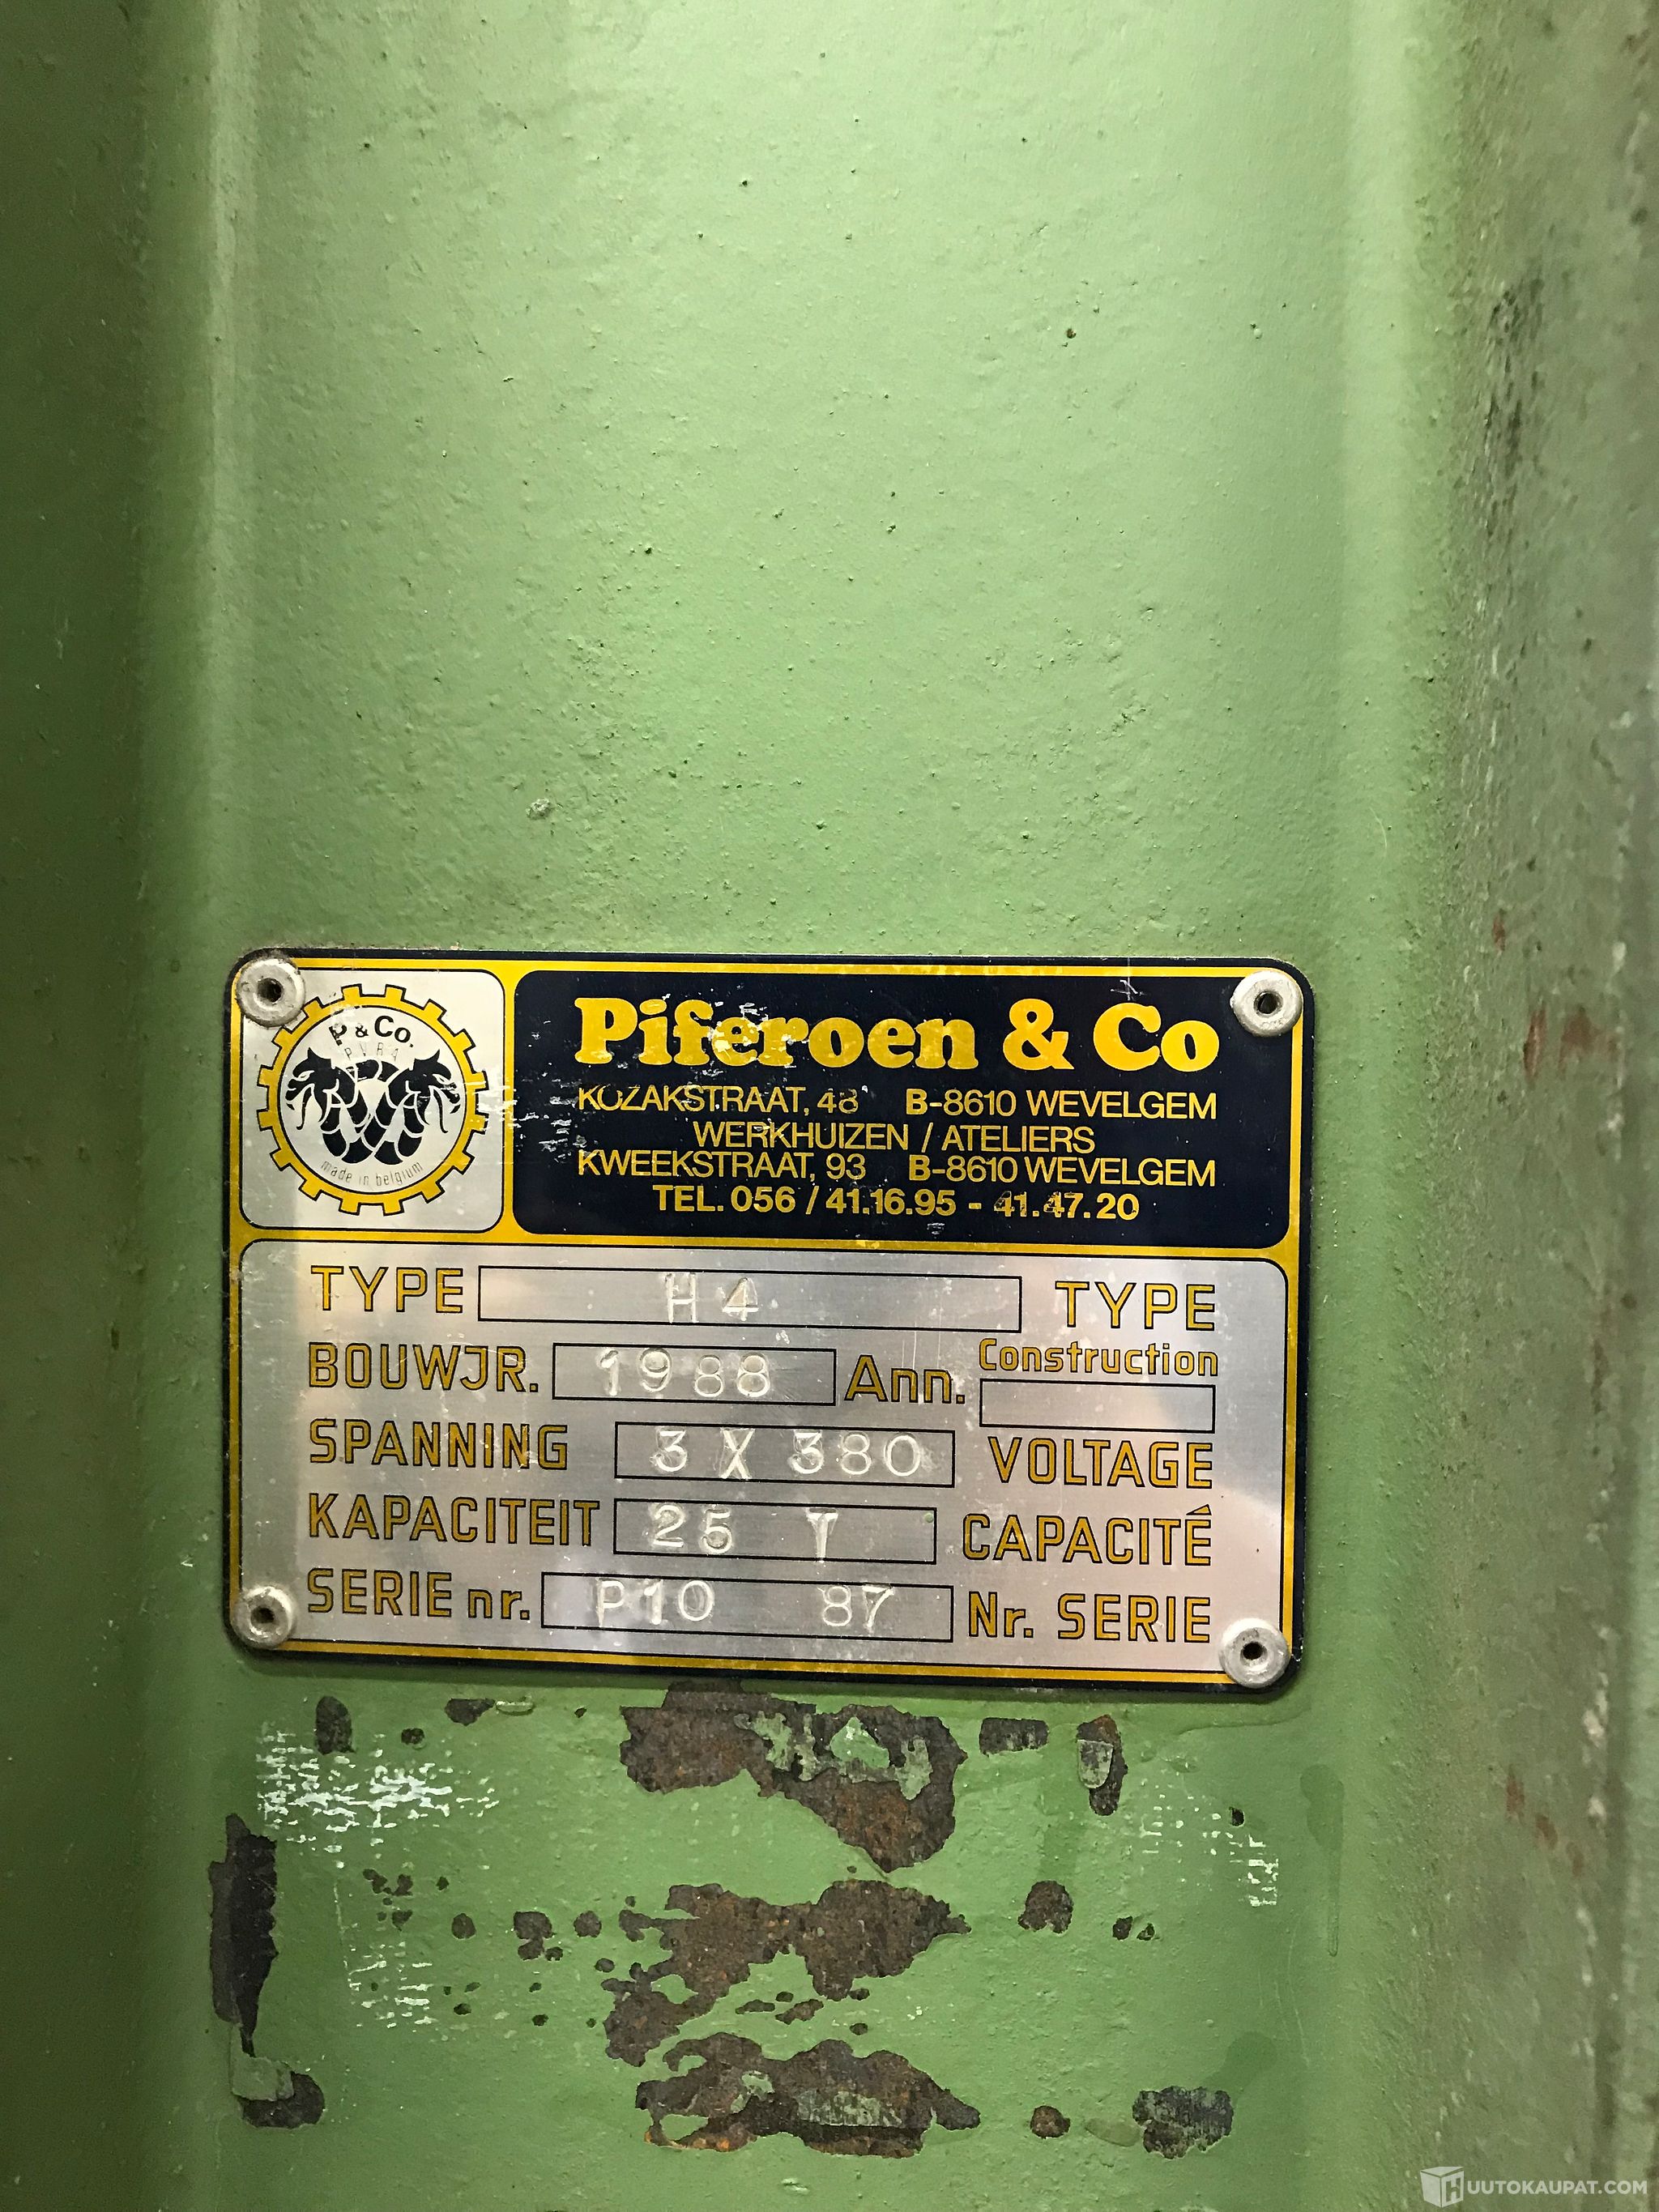 P & Co.
PYRA
made in belgium
Piferoen & Co
KOZAKSTRAAT, 48 B-8610 WEVELGEM
WERKHUIZEN / ATELIERS
KWEEKSTRAAT, 93 B-8610 WEVELGEM
TEL. 056 / 41.16.95 - 41.47.20
TYPE H 4 TYPE
BOUWJR. 1988 Ann. Construction
SPANNING 3 X 380 VOLTAGE
KAPACITEIT 25 T CAPACITÉ
SERIE nr. P10 87 Nr. SERIE
HUUTOKAUPAT.COM